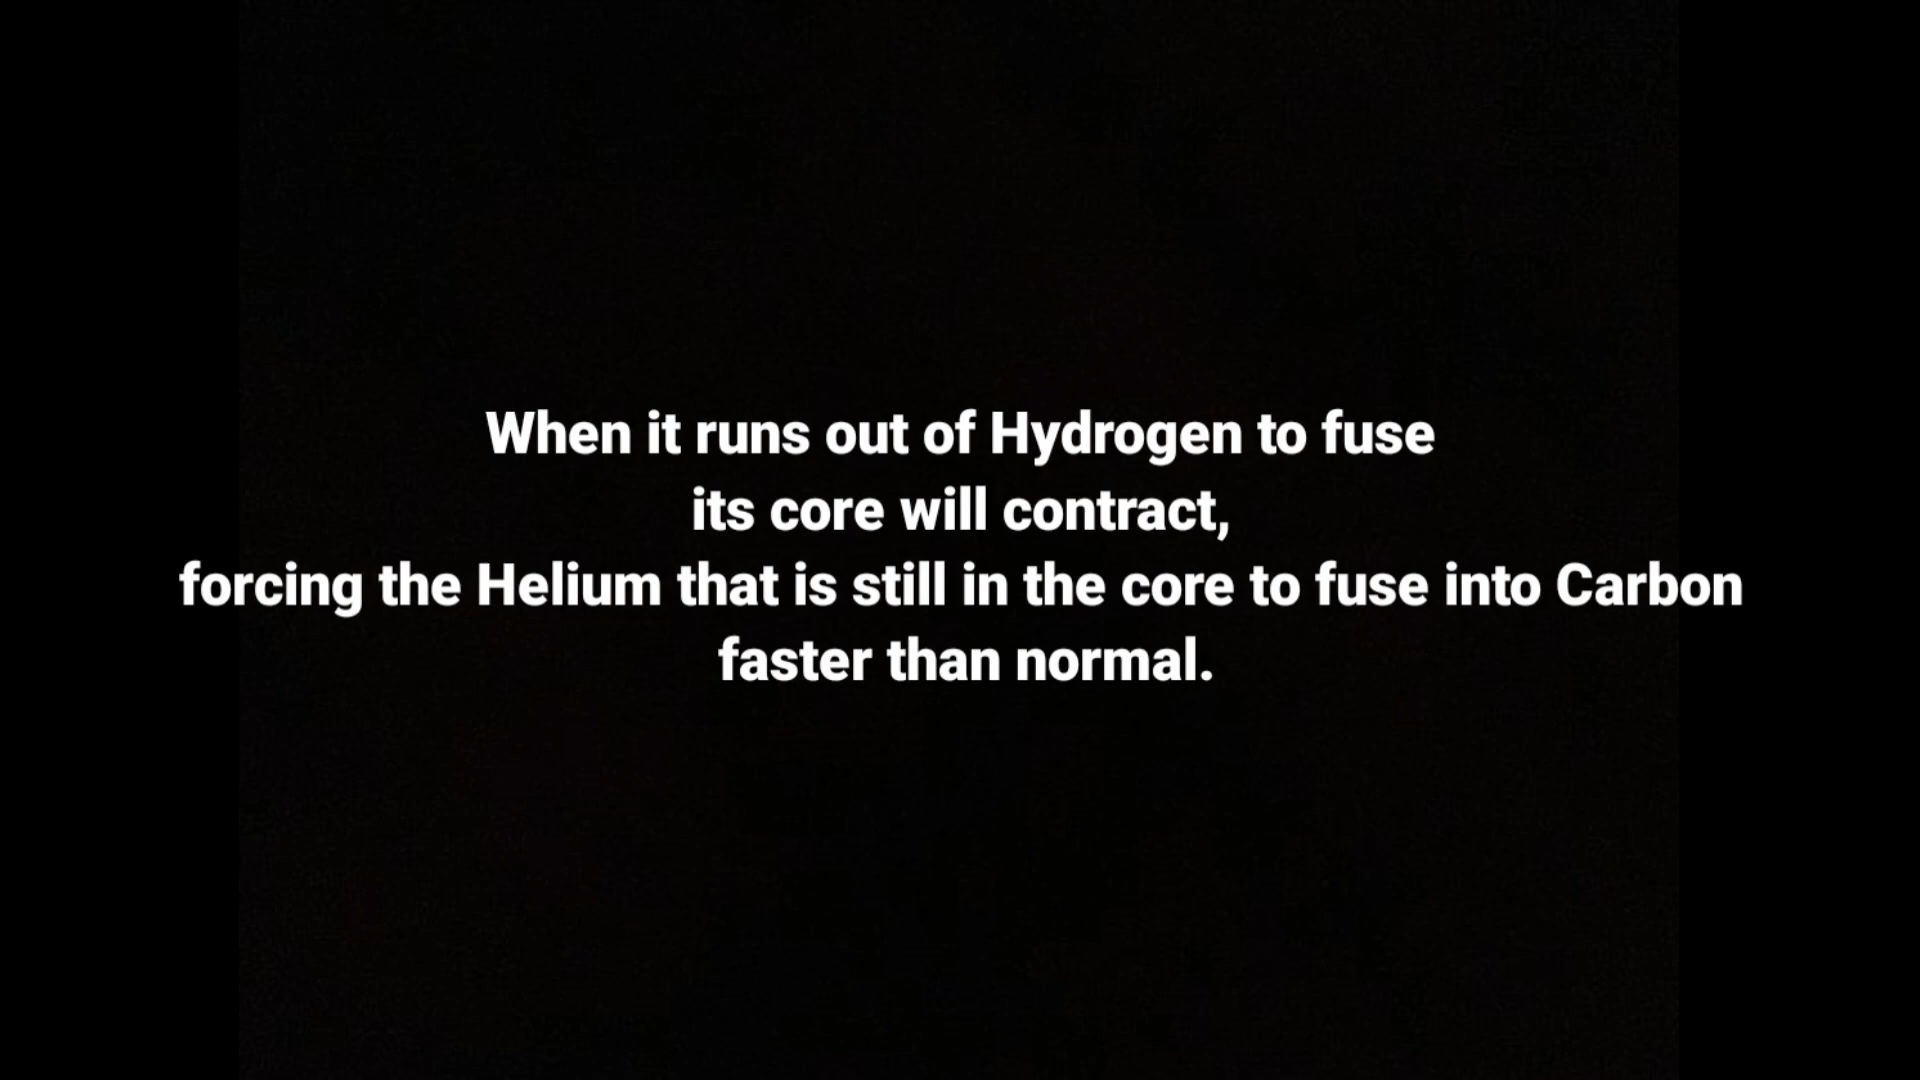 When it runs out of Hydrogen to fuse
its core will contract,
forcing the Helium that is still in the core to fuse into Carbon
faster than normal.